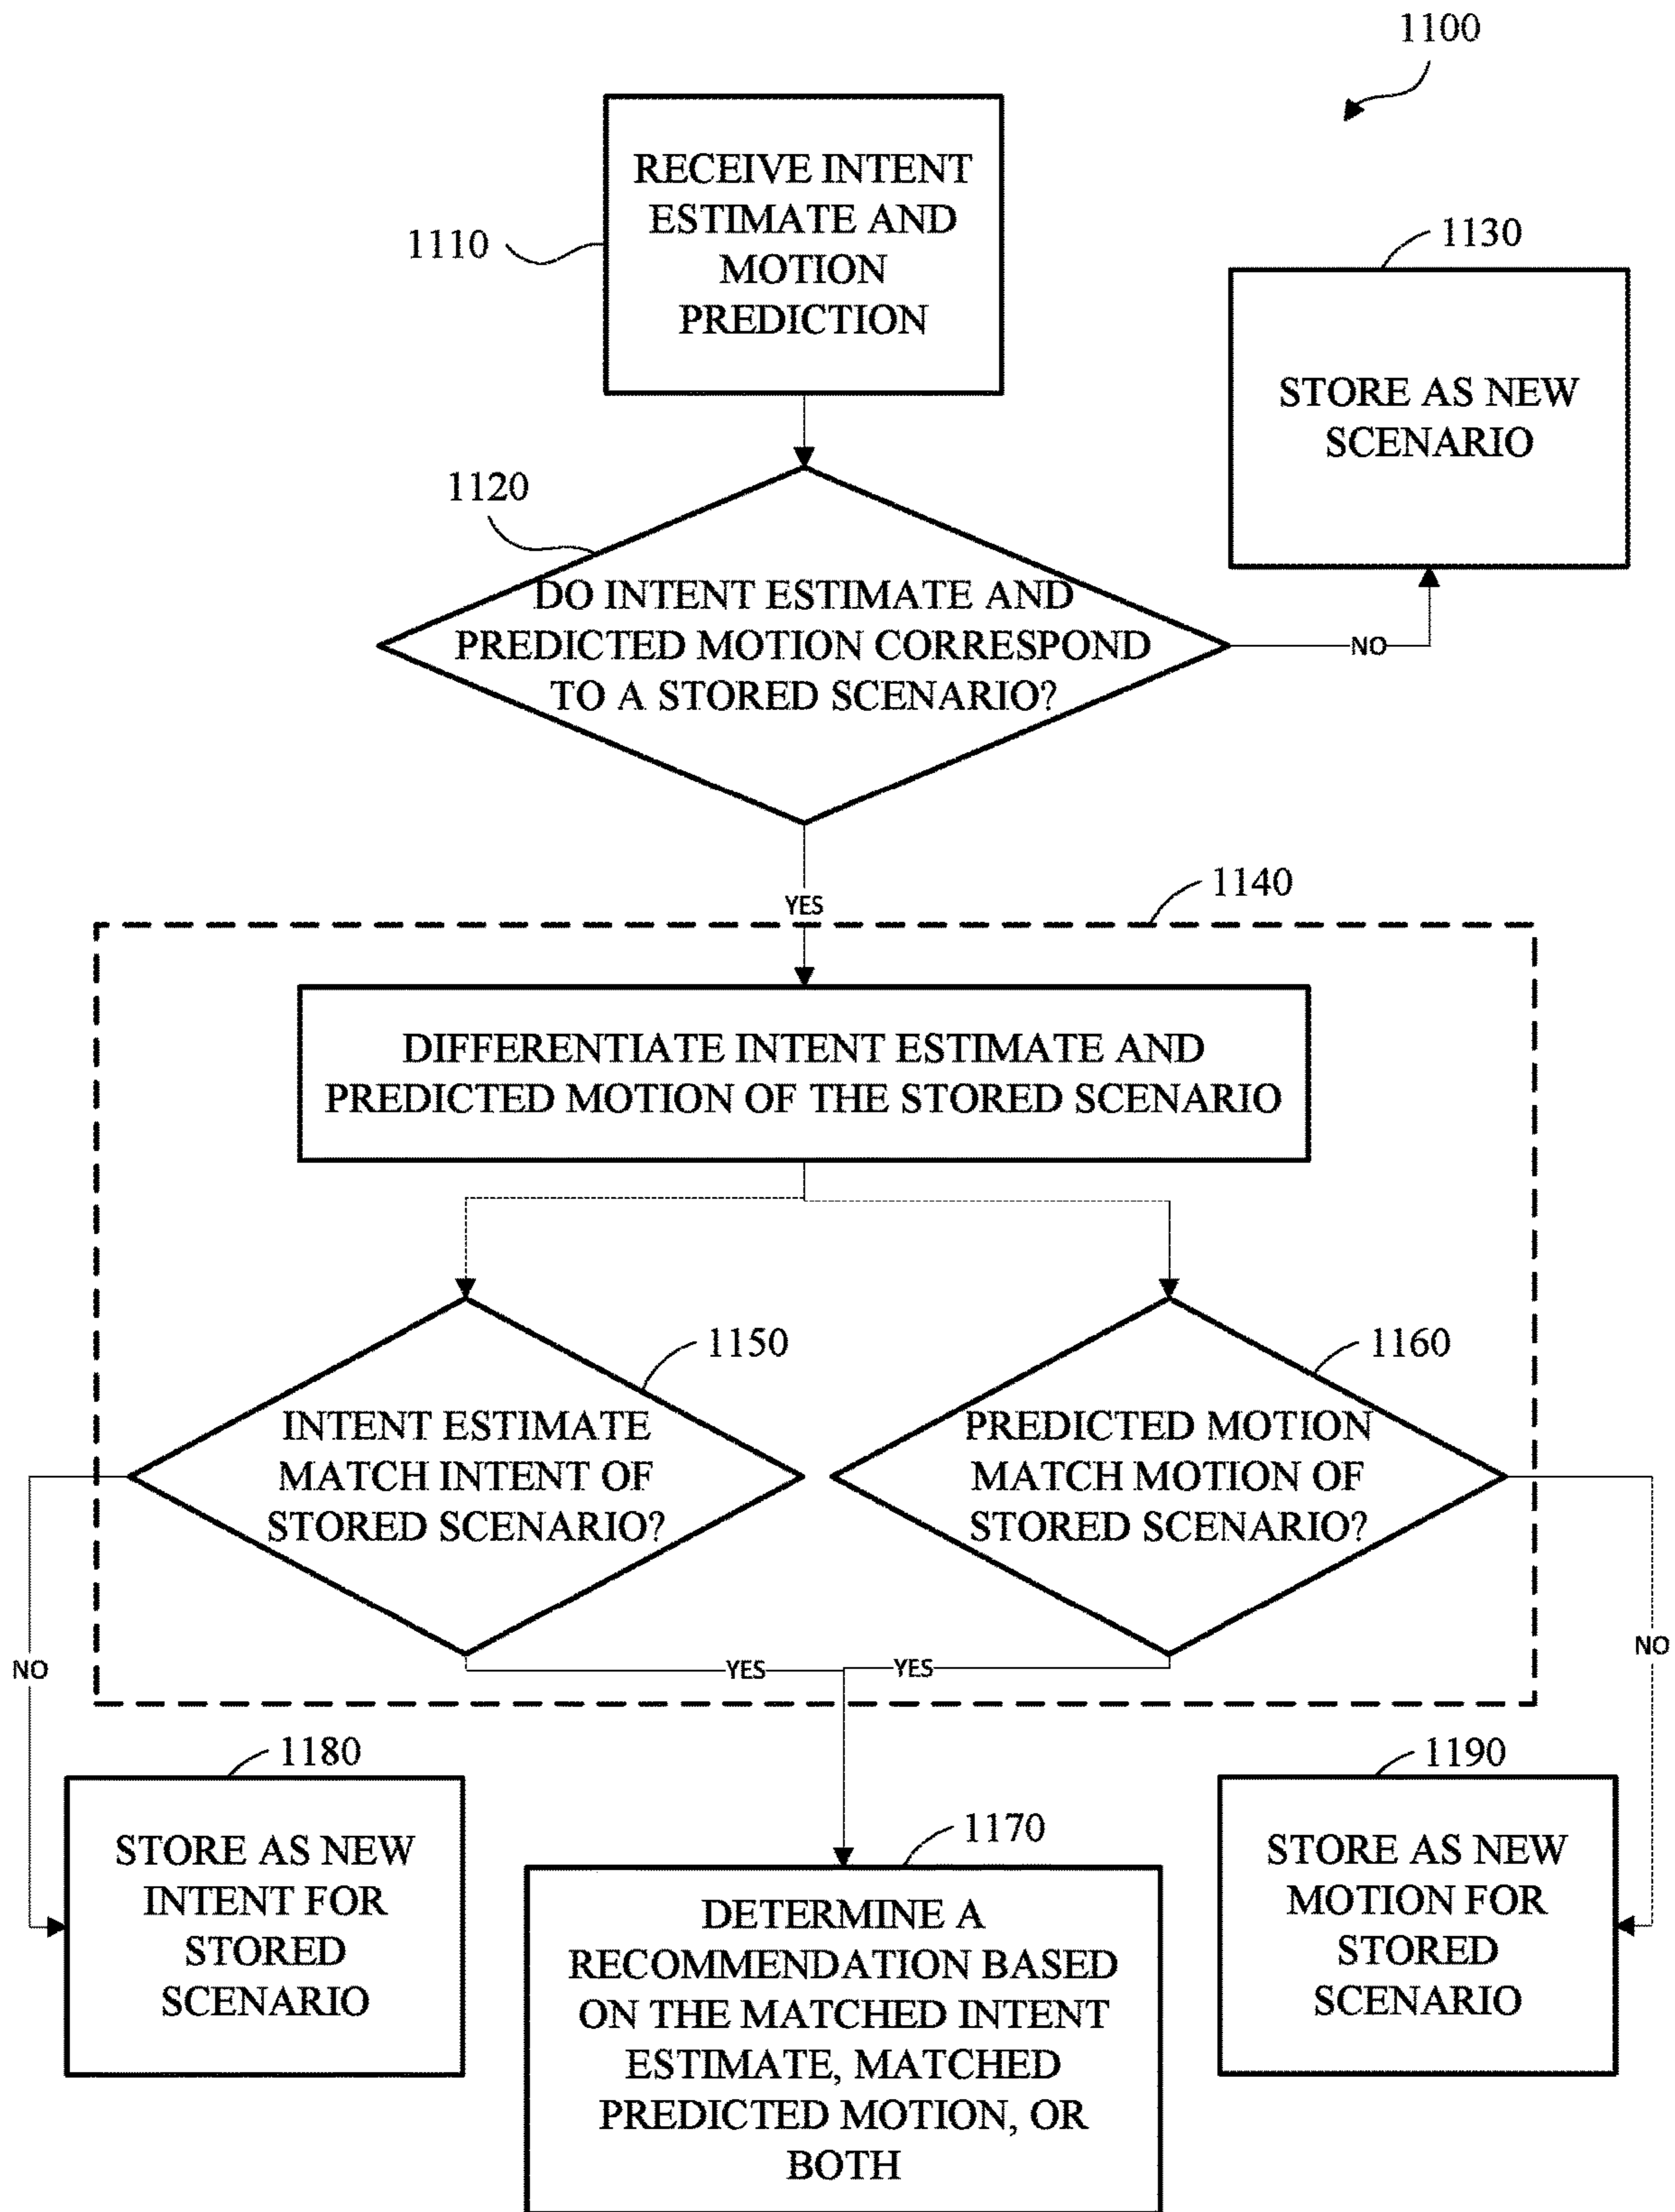 1100
RECEIVE INTENT
ESTIMATE AND
MOTION
PREDICTION
1110
1130
STORE AS NEW
SCENARIO
1120
DO INTENT ESTIMATE AND
PREDICTED MOTION CORRESPOND
TO A STORED SCENARIO?
NO
YES
1140
DIFFERENTIATE INTENT ESTIMATE AND
PREDICTED MOTION OF THE STORED SCENARIO
1150
INTENT ESTIMATE
MATCH INTENT OF
STORED SCENARIO?
1160
PREDICTED MOTION
MATCH MOTION OF
STORED SCENARIO?
NO
YES
YES
NO
1180
STORE AS NEW
INTENT FOR
STORED
SCENARIO
1170
DETERMINE A
RECOMMENDATION BASED
ON THE MATCHED INTENT
ESTIMATE, MATCHED
PREDICTED MOTION, OR
BOTH
1190
STORE AS NEW
MOTION FOR
STORED
SCENARIO